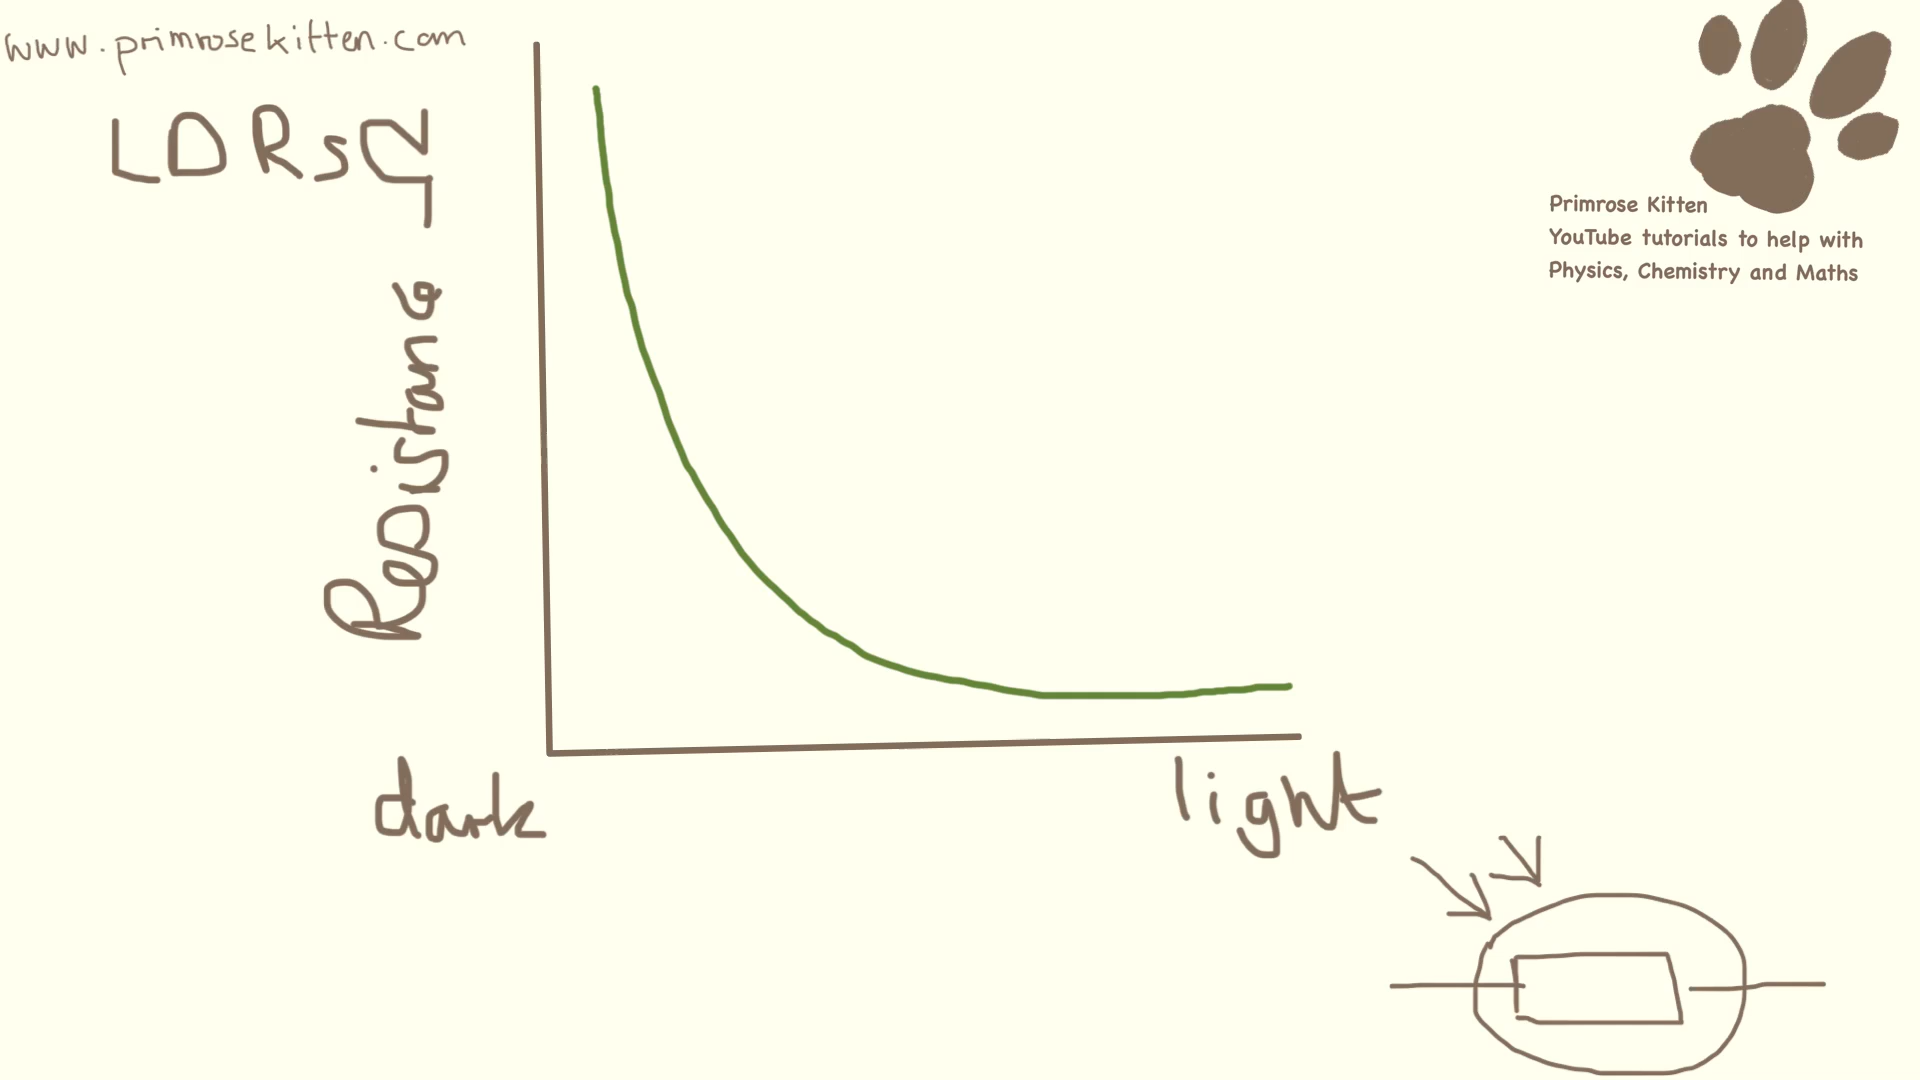 www.primrosekitten.com
LDRs
Ω
Resistance
dark
light
Primrose Kitten
YouTube tutorials to help with
Physics, Chemistry and Maths